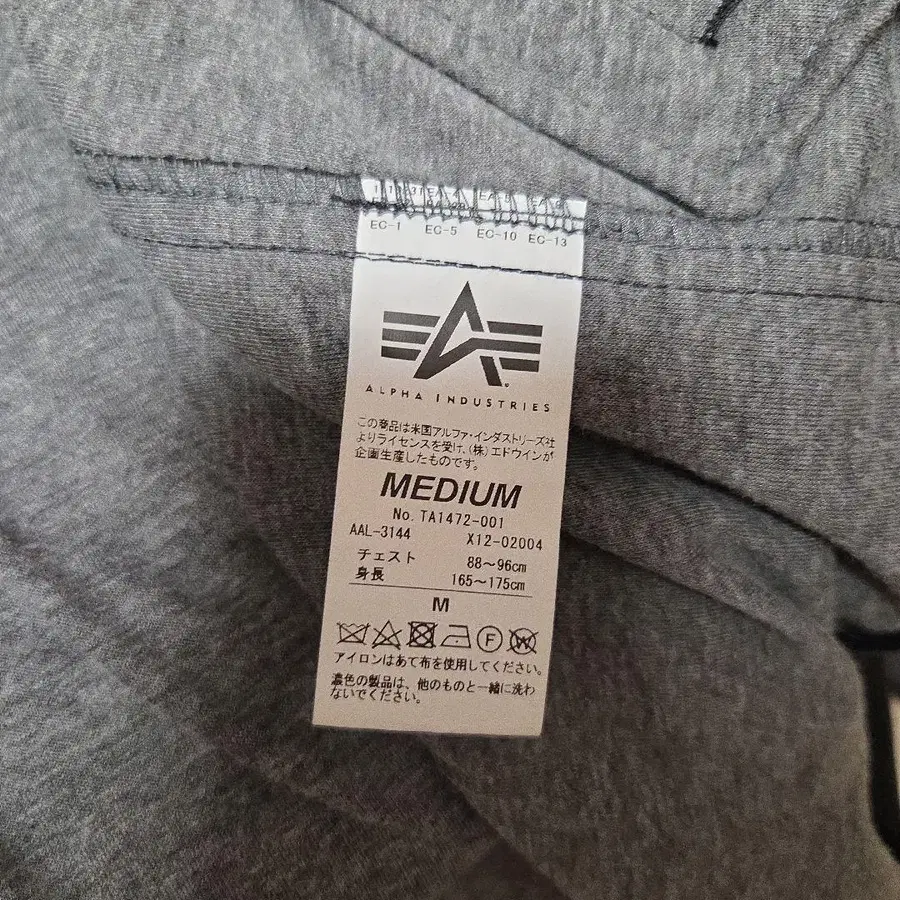 EC-1 EC-5 EC-10 EC-13
ALPHA INDUSTRIES
この商品は米国アルファ・インダストリーズ社
よりライセンスを受け、(株)エドウインが
企画生産したものです。
MEDIUM
No. TA1472-001
AAL-3144 X12-02004
チェスト 88～96cm
身長 165～175cm
M
F W
アイロンはあて布を使用してください。
濃色の製品は、他のものと一緒に洗わ
ないでください。